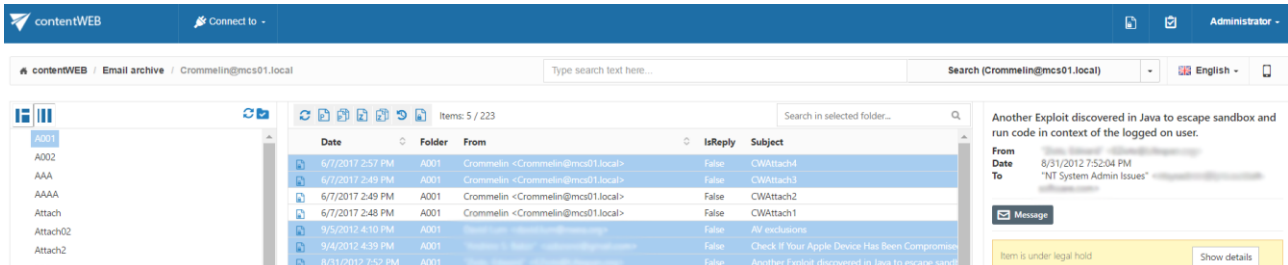 contentWEB Connect to Administrator
contentWEB / Email archive / Crommelin@mcs01.local Type search text here... Search (Crommelin@mcs01.local) English
Items: 5 / 223 Search in selected folder...
A001
A002
AAA
AAAA
Attach
Attach02
Attach2
Date Folder From IsReply Subject
6/7/2017 2:57 PM A001 Crommelin <Crommelin@mcs01.local> False CWAttach4
6/7/2017 2:49 PM A001 Crommelin <Crommelin@mcs01.local> False CWAttach3
6/7/2017 2:49 PM A001 Crommelin <Crommelin@mcs01.local> False CWAttach2
6/7/2017 2:48 PM A001 Crommelin <Crommelin@mcs01.local> False CWAttach1
9/5/2012 4:10 PM A001 False AV exclusions
9/4/2012 4:39 PM A001 False Check If Your Apple Device Has Been Compromise
8/31/2012 7:52 PM A001 False Another Exploit discovered in Java to escape sand
Another Exploit discovered in Java to escape sandbox and
run code in context of the logged on user.
From
Date 8/31/2012 7:52:04 PM
To "NT System Admin Issues"
Message
Item is under legal hold Show details